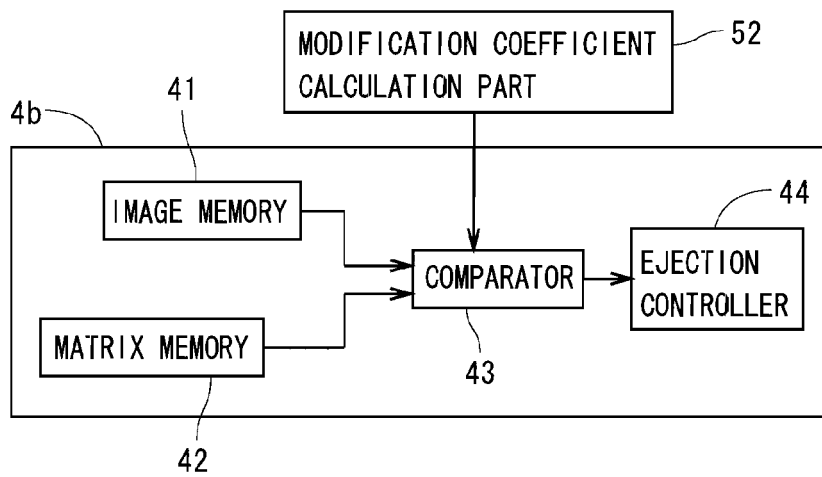 MODIFICATION COEFFICIENT
CALCULATION PART
52
4b
41
IMAGE MEMORY
44
COMPARATOR
EJECTION
CONTROLLER
MATRIX MEMORY
43
42